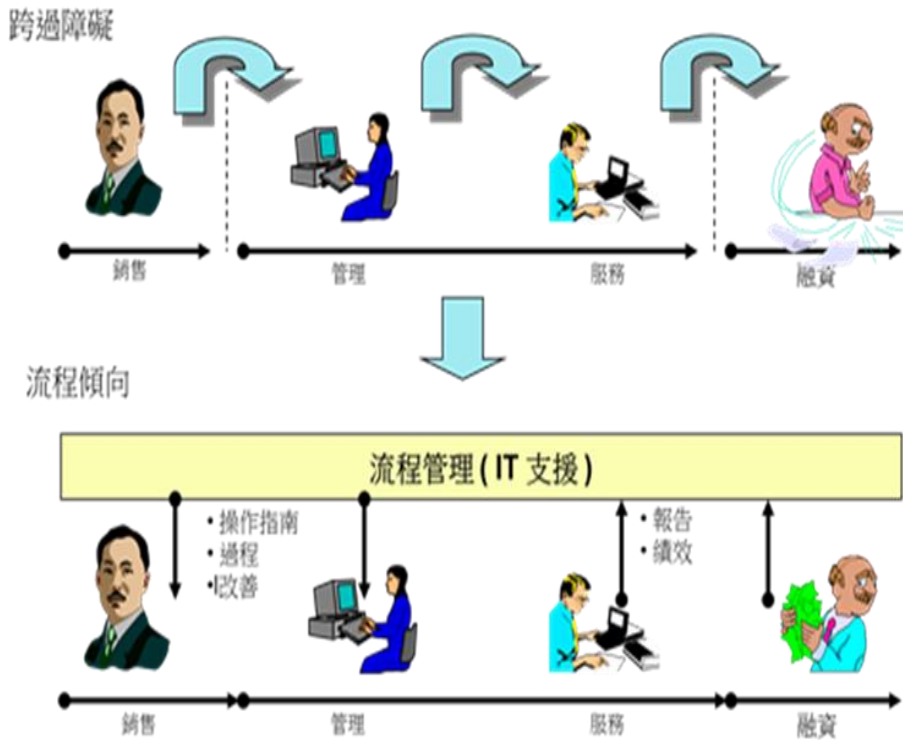 跨過障礙
銷售
管理
服務
融資
流程傾向
流程管理 ( IT 支援 )
• 操作指南
• 過程
•I改善
• 報告
• 績效
銷售
管理
服務
融資